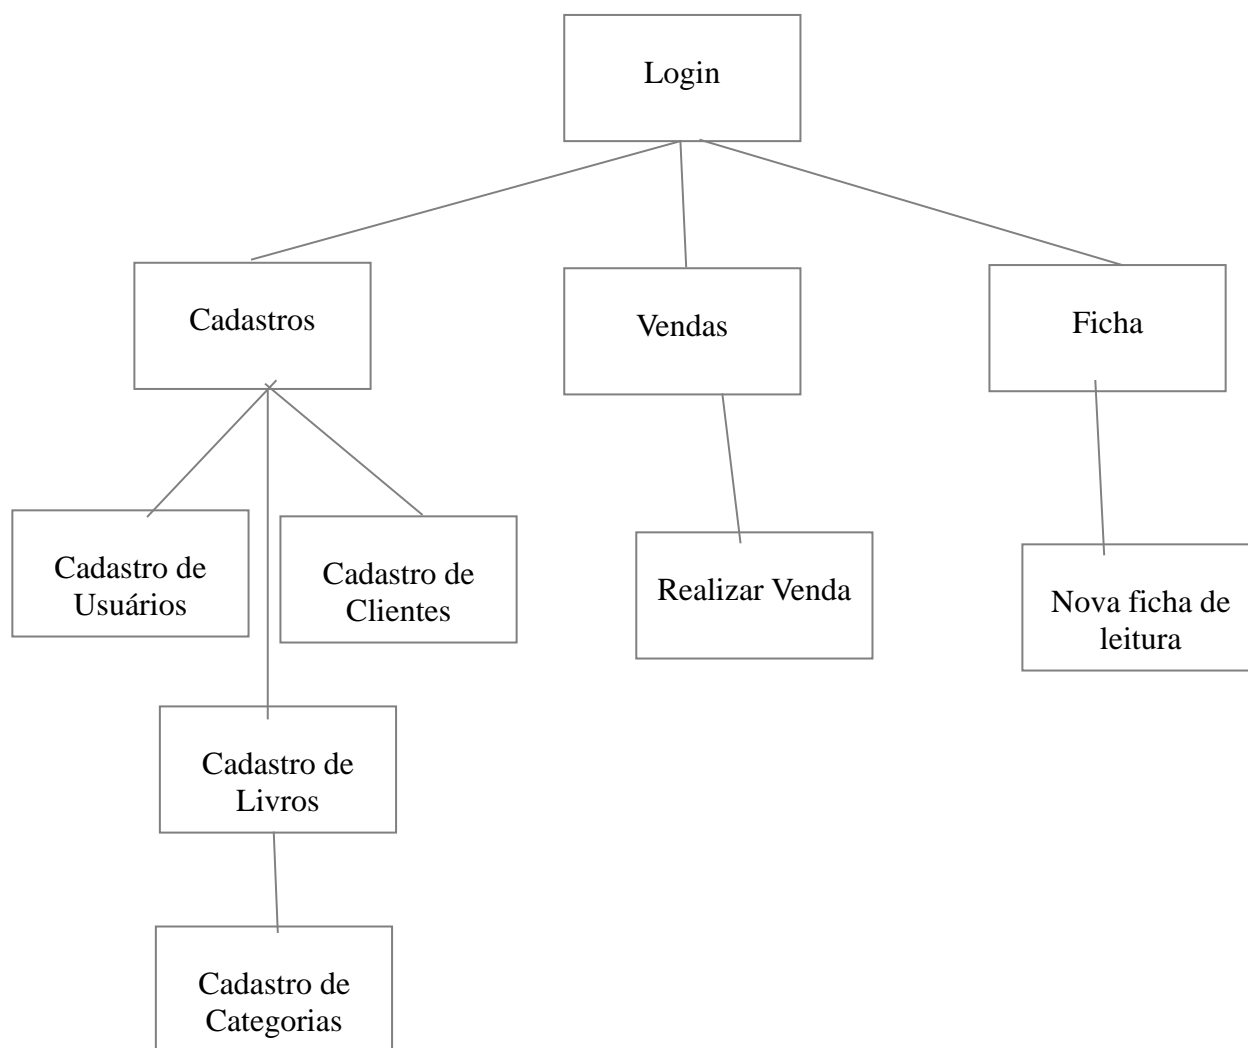 Login
Cadastros
Vendas
Ficha
Cadastro de
Usuários
Cadastro de
Clientes
Realizar Venda
Nova ficha de
leitura
Cadastro de
Livros
Cadastro de
Categorias